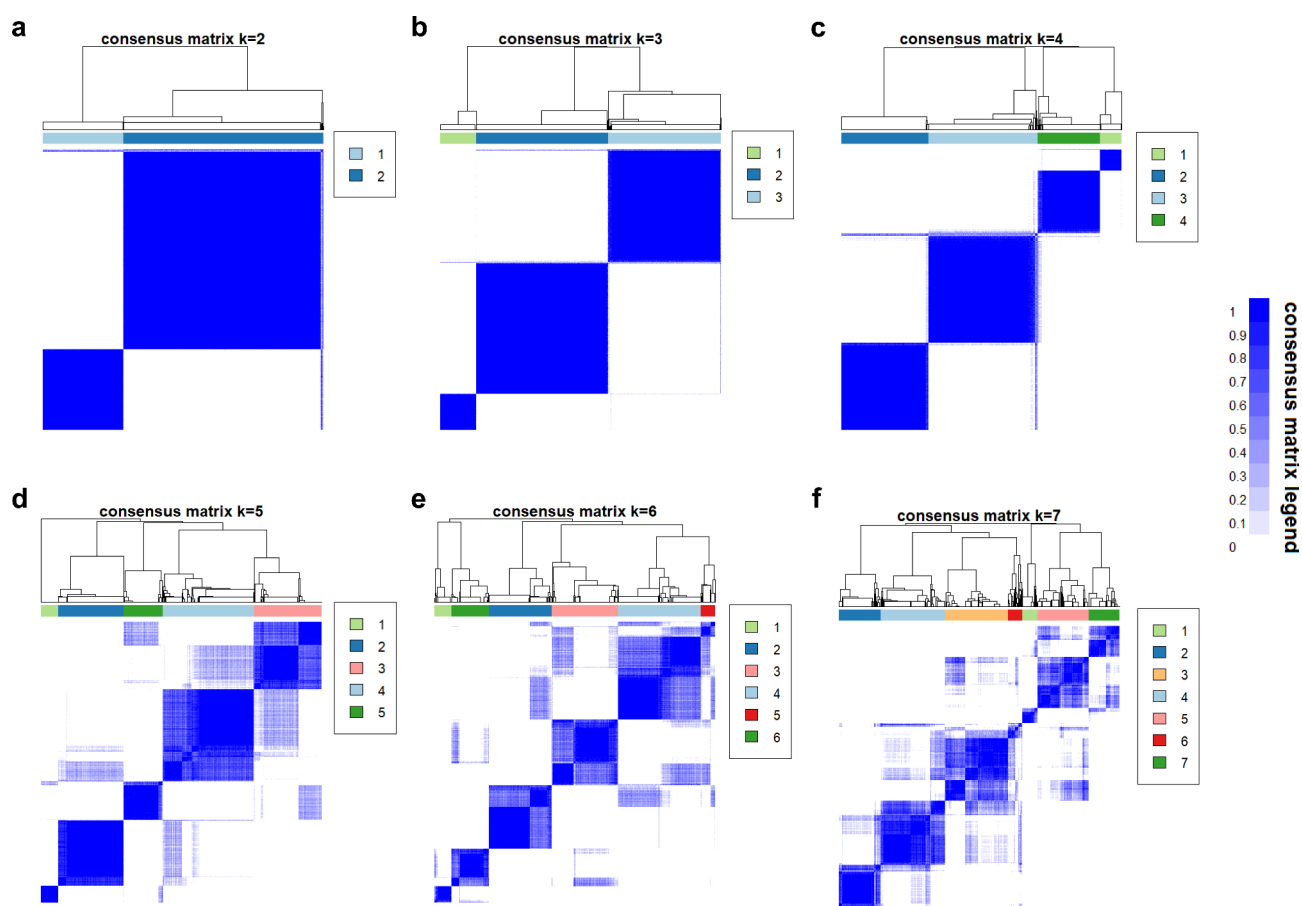 a
consensus matrix k=2
1
2
b
consensus matrix k=3
1
2
3
c
consensus matrix k=4
1
2
3
4
1
0.9
0.8
0.7
0.6
0.5
0.4
0.3
0.2
0.1
0
consensus matrix legend
d
consensus matrix k=5
1
2
3
4
5
e
consensus matrix k=6
1
2
3
4
5
6
f
consensus matrix k=7
1
2
3
4
5
6
7